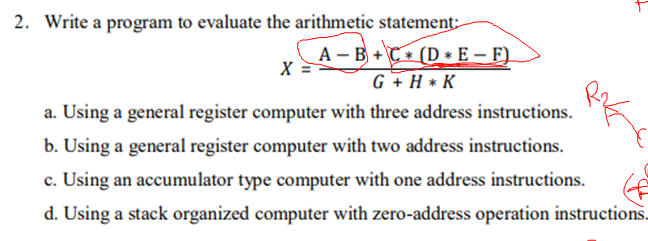 2. Write a program to evaluate the arithmetic statement:
A − B + C * (D * E − F)
X =
G + H * K
R2
a. Using a general register computer with three address instructions.
b. Using a general register computer with two address instructions.
c. Using an accumulator type computer with one address instructions.
d. Using a stack organized computer with zero-address operation instructions.